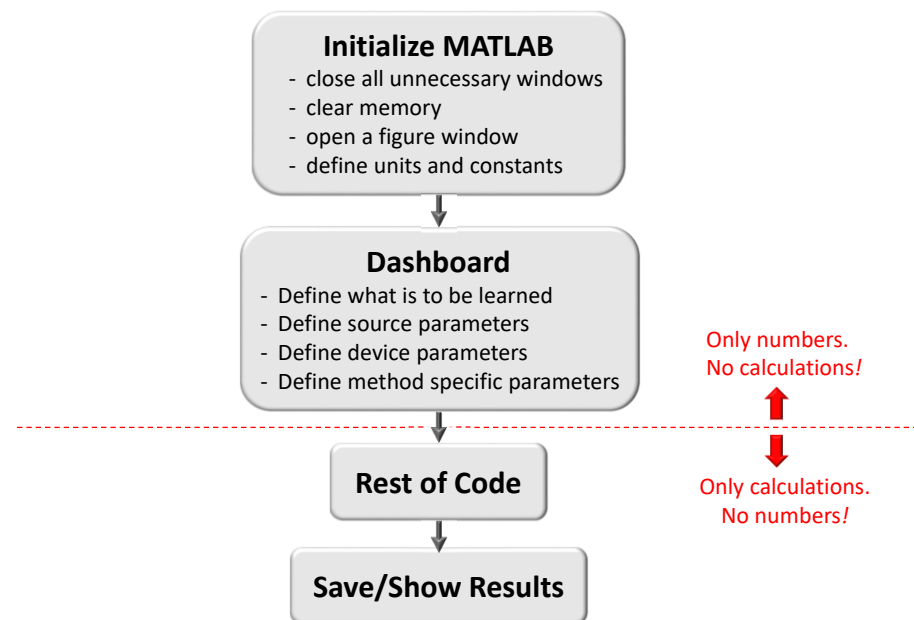 Initialize MATLAB
- close all unnecessary windows
- clear memory
- open a figure window
- define units and constants
Dashboard
- Define what is to be learned
- Define source parameters
- Define device parameters
- Define method specific parameters
Only numbers.
No calculations!
Rest of Code
Only calculations.
No numbers!
Save/Show Results